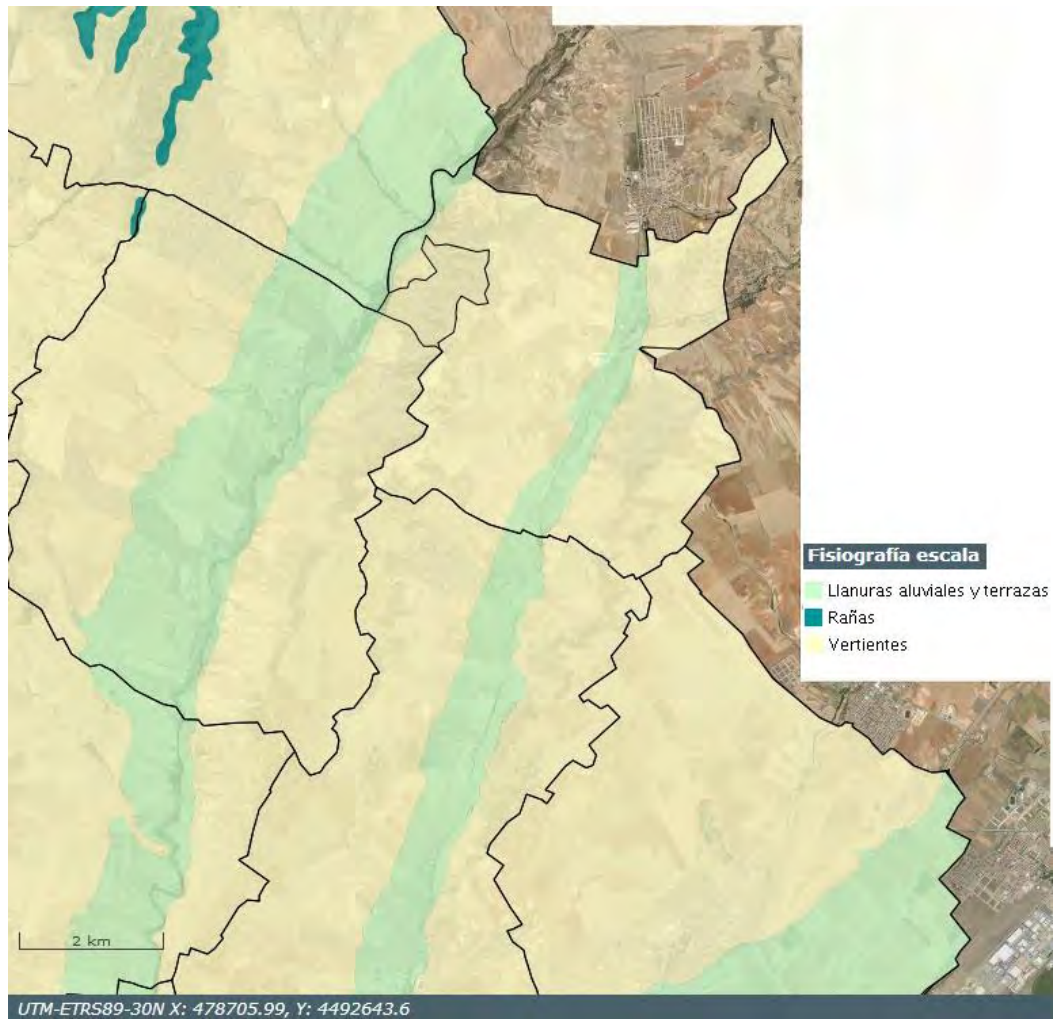 Fisiografía escala
Llanuras aluviales y terrazas
Rañas
Vertientes
2 km
UTM-ETRS89-30N X: 478705.99, Y: 4492643.6